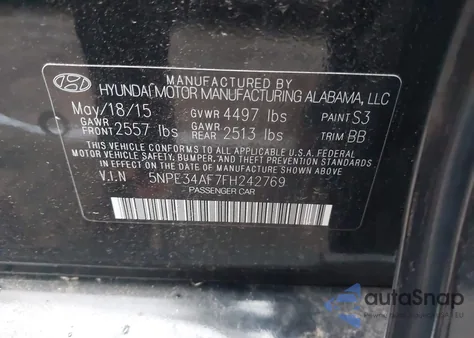 MANUFACTURED BY
HYUNDAI MOTOR MANUFACTURING ALABAMA, LLC
May/18/15 GVWR 4497 lbs PAINT S3
GAWR FRONT 2557 lbs GAWR REAR 2513 lbs TRIM BB
THIS VEHICLE CONFORMS TO ALL APPLICABLE U.S.A. FEDERAL
MOTOR VEHICLE SAFETY, BUMPER, AND THEFT PREVENTION
STANDARDS IN EFFECT ON THE DATE OF MANUFACTURE SHOWN ABOVE.
V.I.N 5NPE34AF7FH242769
PASSENGER CAR
autoSnap